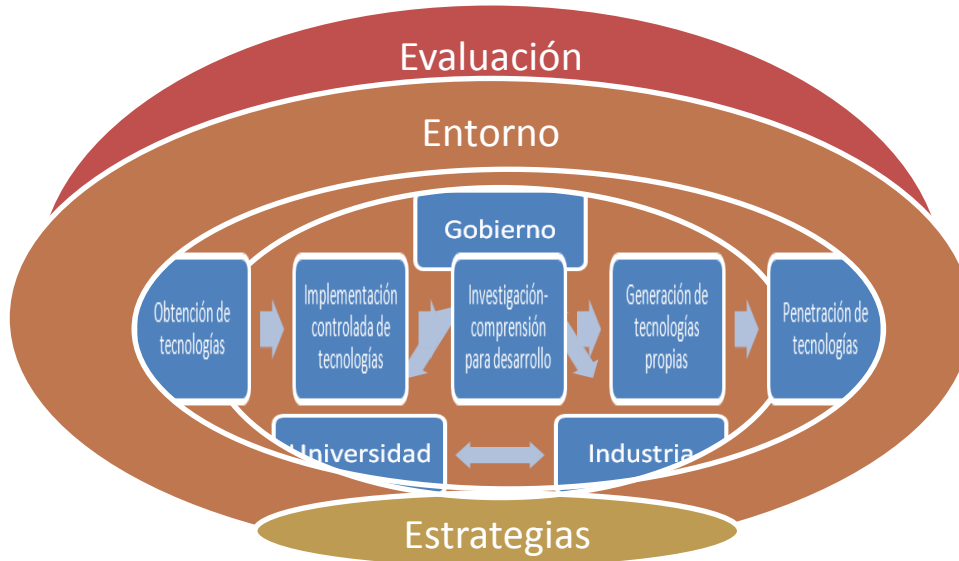 Evaluación
Entorno
Gobierno
Obtención de
tecnologías
Implementación
controlada de
tecnologías
Investigación-
comprensión
para desarrollo
Generación de
tecnologías
propias
Penetración de
tecnologías
Universidad
Industria
Estrategias